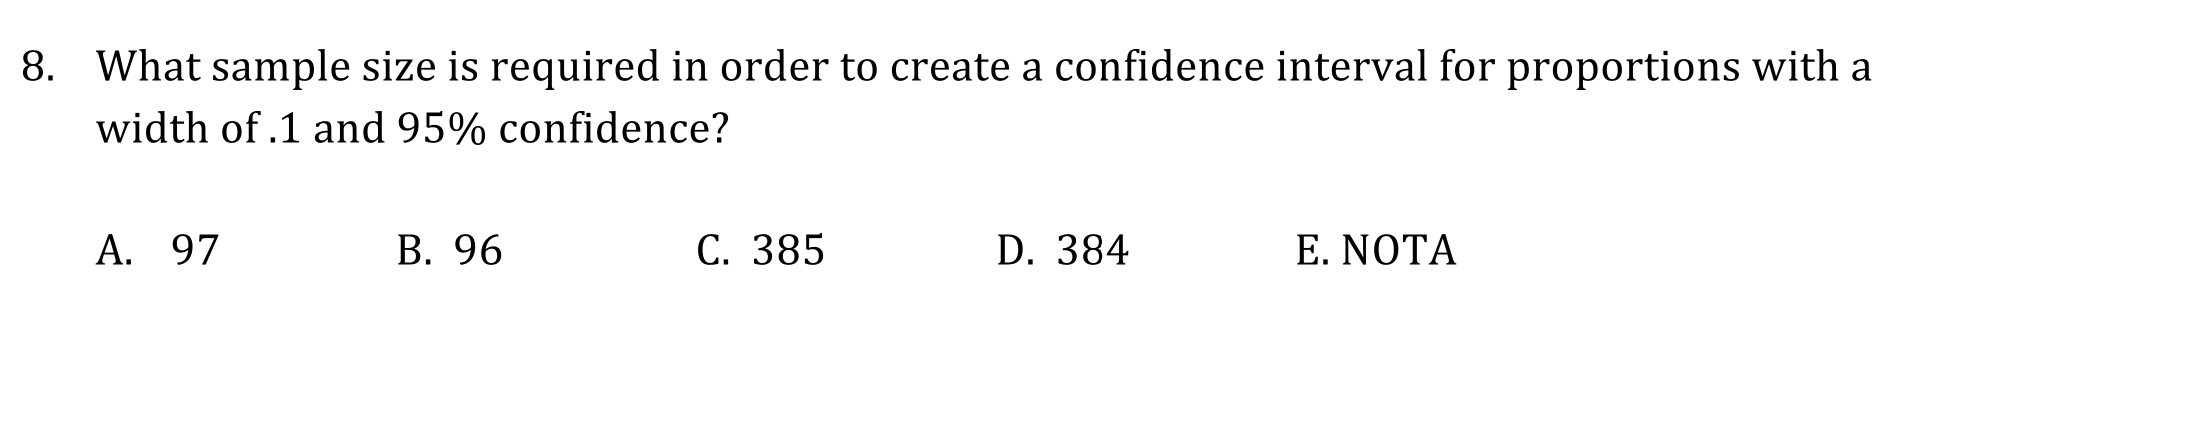 8. What sample size is required in order to create a confidence interval for proportions with a
width of .1 and 95% confidence?
A. 97 B. 96 C. 385 D. 384 E. NOTA